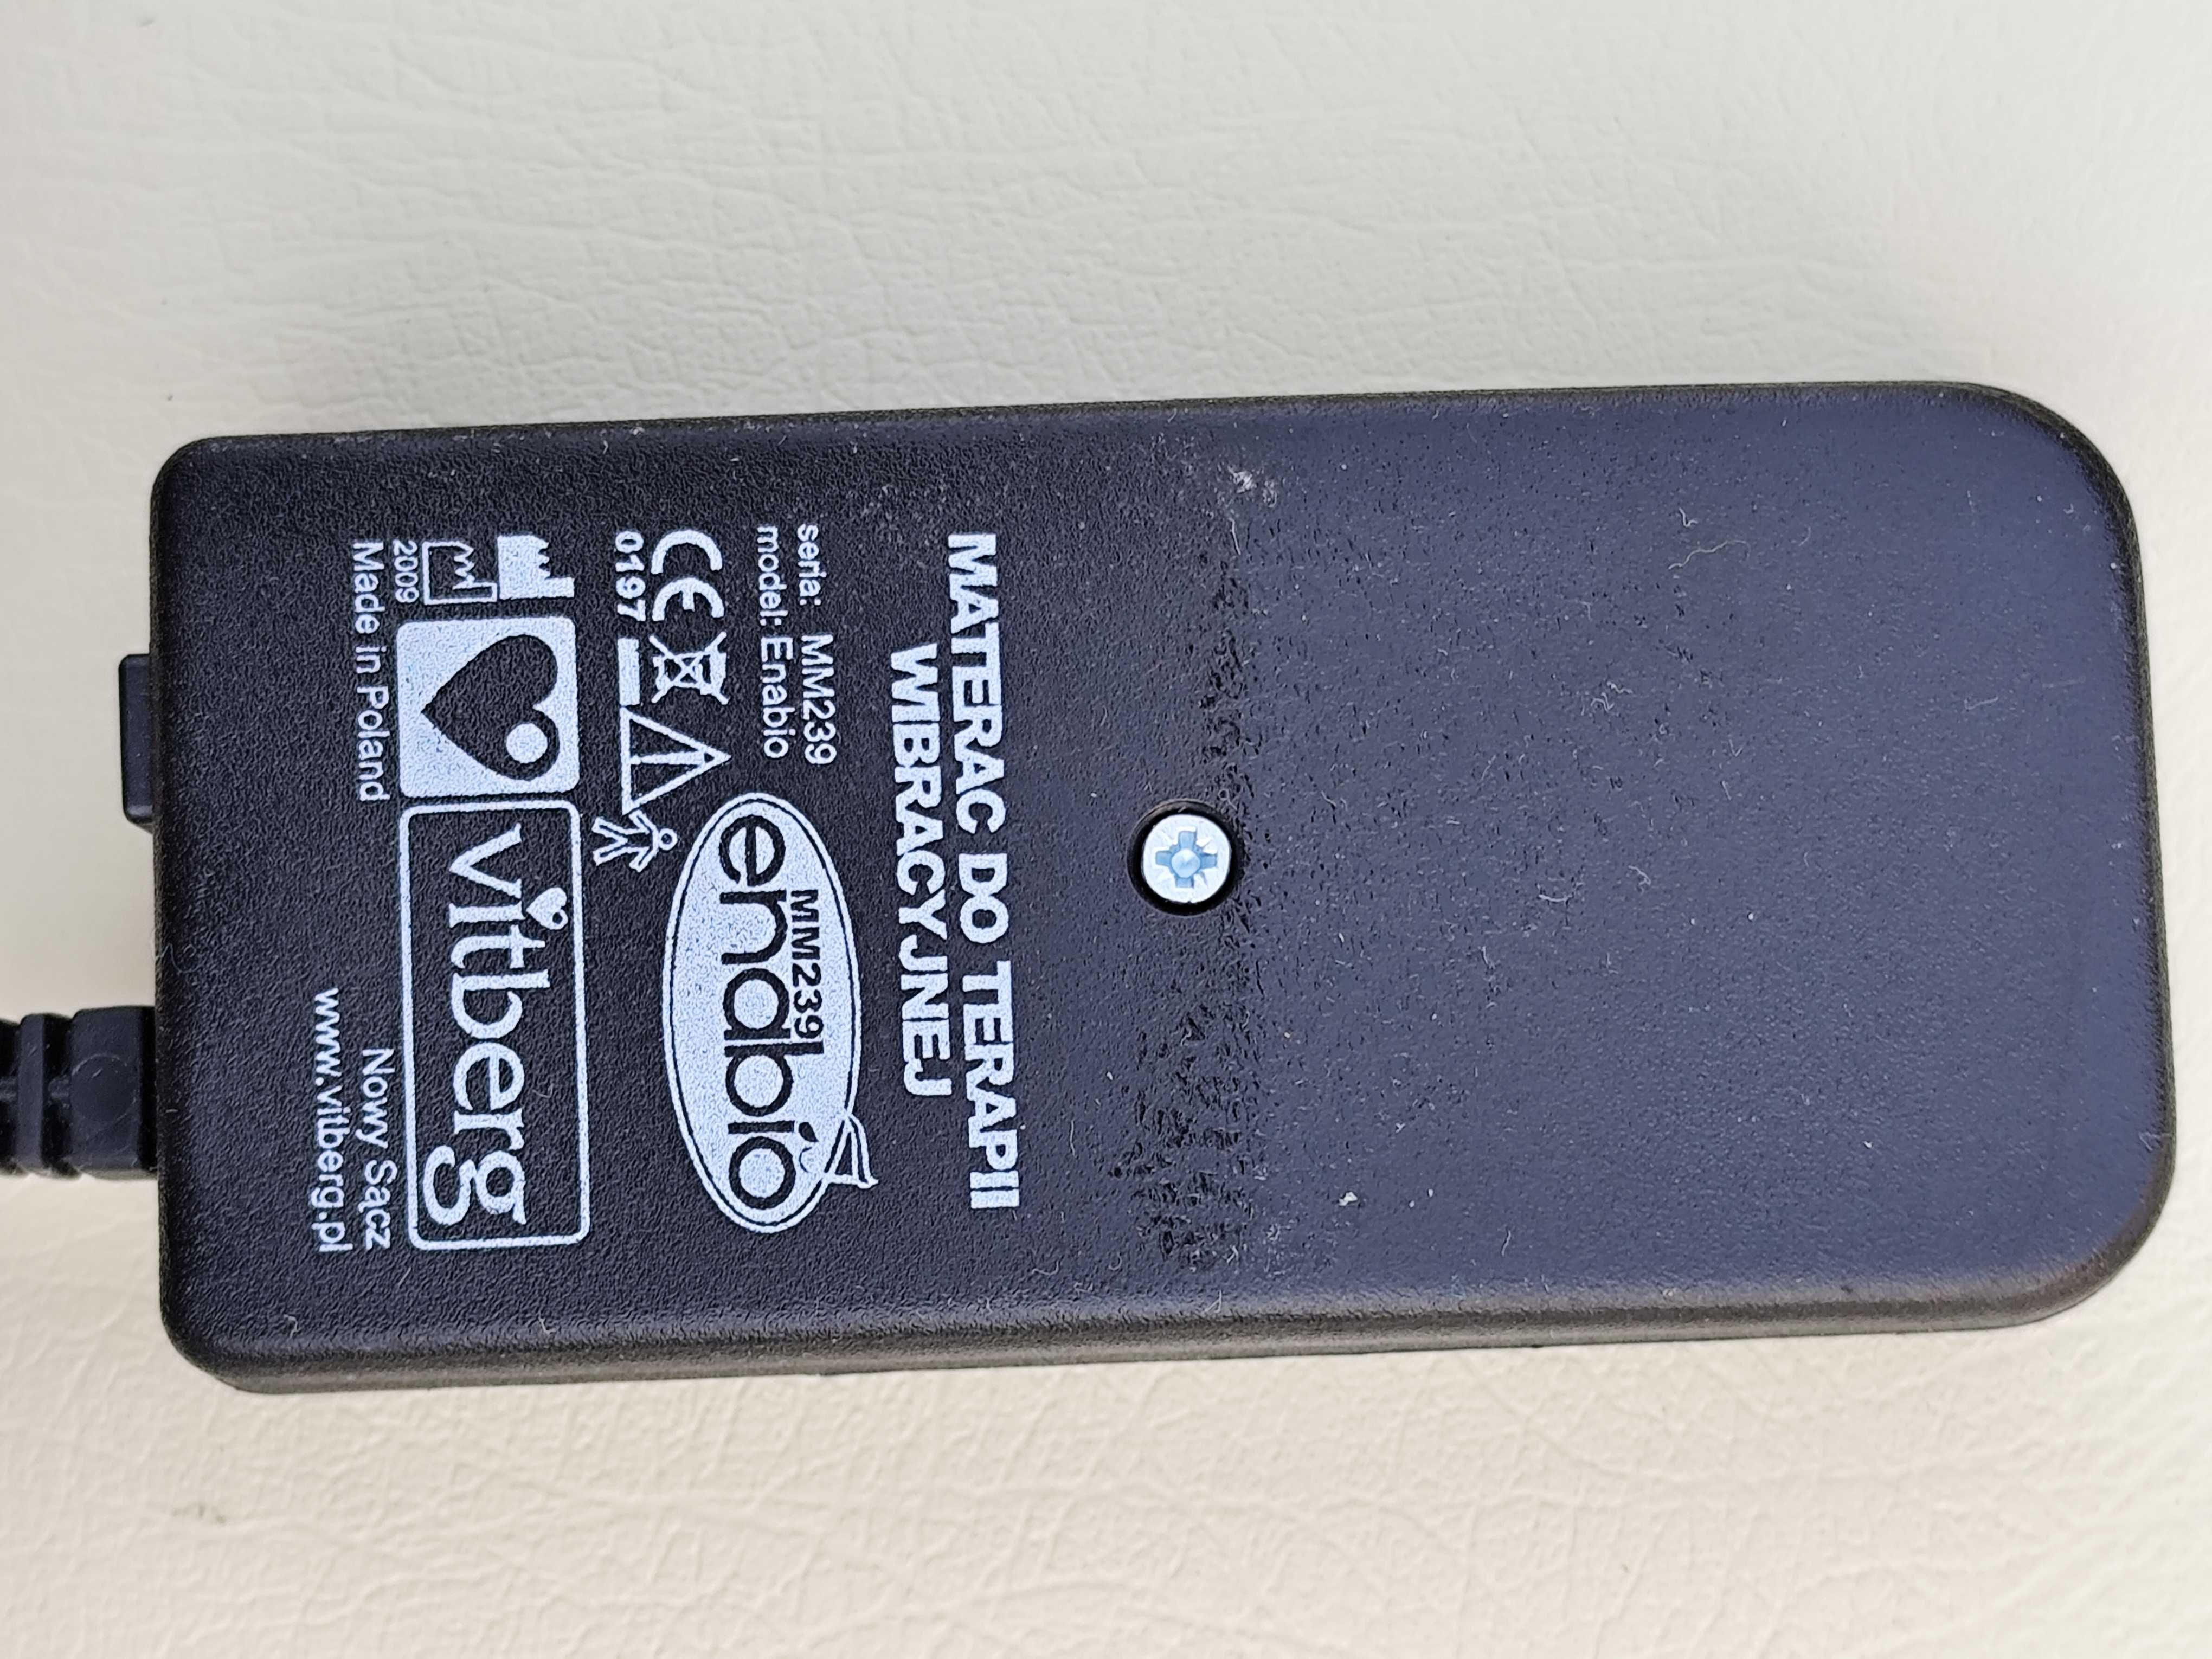 MATERAC DO TERAPII
WIBRACYJNEJ
seria: MM239
model: Enabio
MM239
enabio
CE
0197
2009
vitberg
Made in Poland
Nowy Sącz
www.vitberg.pl